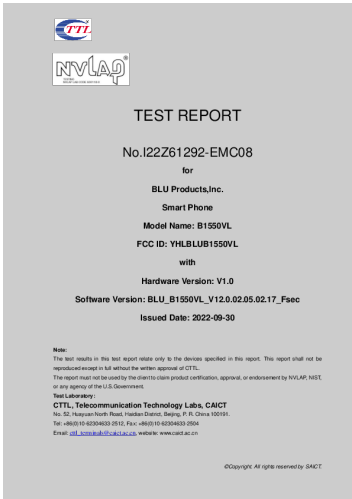 CTTL
NVLAP®
TEST REPORT
No.I22Z61292-EMC08
for
BLU Products,Inc.
Smart Phone
Model Name: B1550VL
FCC ID: YHLBLUB1550VL
with
Hardware Version: V1.0
Software Version: BLU_B1550VL_V12.0.02.05.02.17_Fsec
Issued Date: 2022-09-30
Note:
The test results in this test report relate only to the devices specified in this report. This report shall not be
reproduced except in full without the written approval of CTTL.
The report must not be used by the client to claim product certification, approval, or endorsement by NVLAP, NIST,
or any agency of the U.S.Government.
Test Laboratory:
CTTL, Telecommunication Technology Labs, CAICT
No. 52, Huayuan North Road, Haidian District, Beijing, P. R. China 100191.
Tel: +86(0)10-62304633-2512, Fax: +86(0)10-62304633-2504
Email: cttl_terminals@caict.ac.cn, website: www.caict.ac.cn
©Copyright. All rights reserved by SAICT.